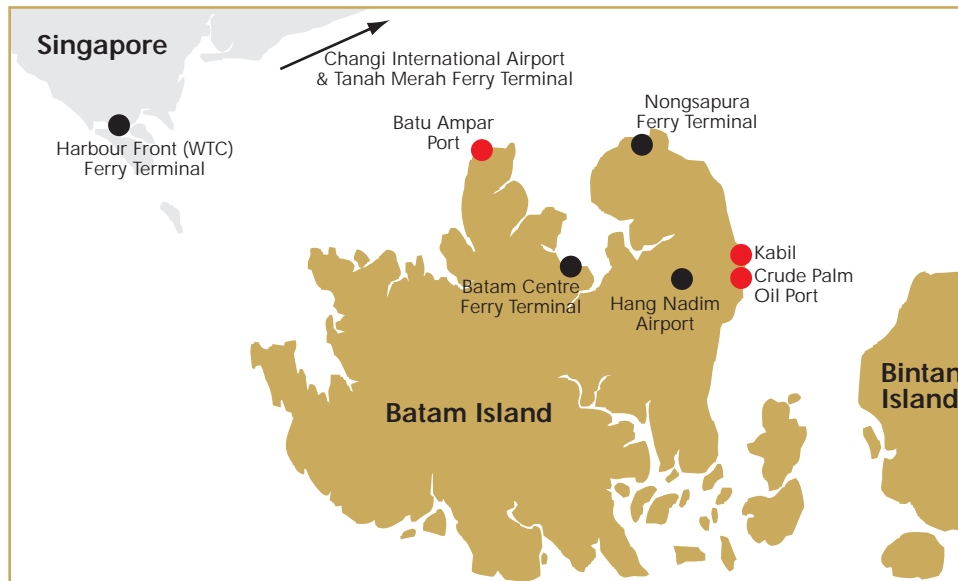 Singapore
Changi International Airport
& Tanah Merah Ferry Terminal
Harbour Front (WTC)
Ferry Terminal
Batu Ampar
Port
Nongsapura
Ferry Terminal
Kabil
Crude Palm
Oil Port
Batam Centre
Ferry Terminal
Hang Nadim
Airport
Batam Island
Bintan
Island